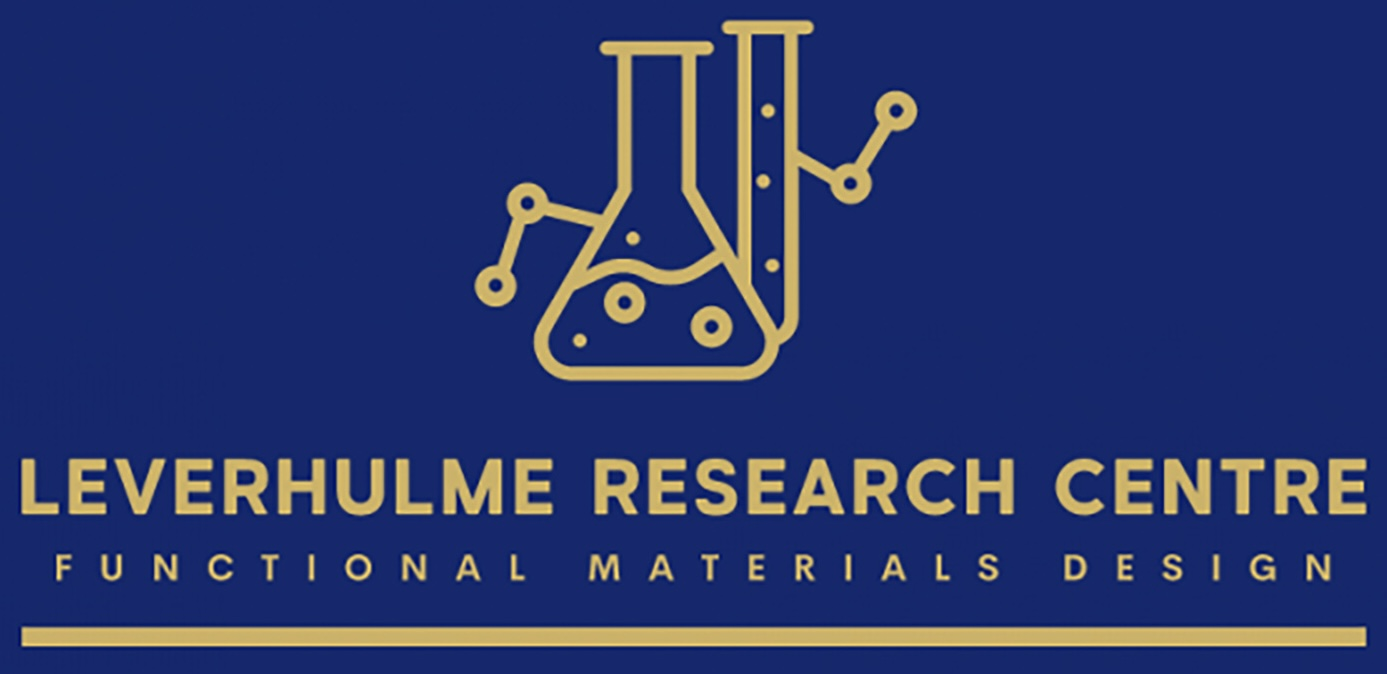 LEVERHULME RESEARCH CENTRE
FUNCTIONAL MATERIALS DESIGN